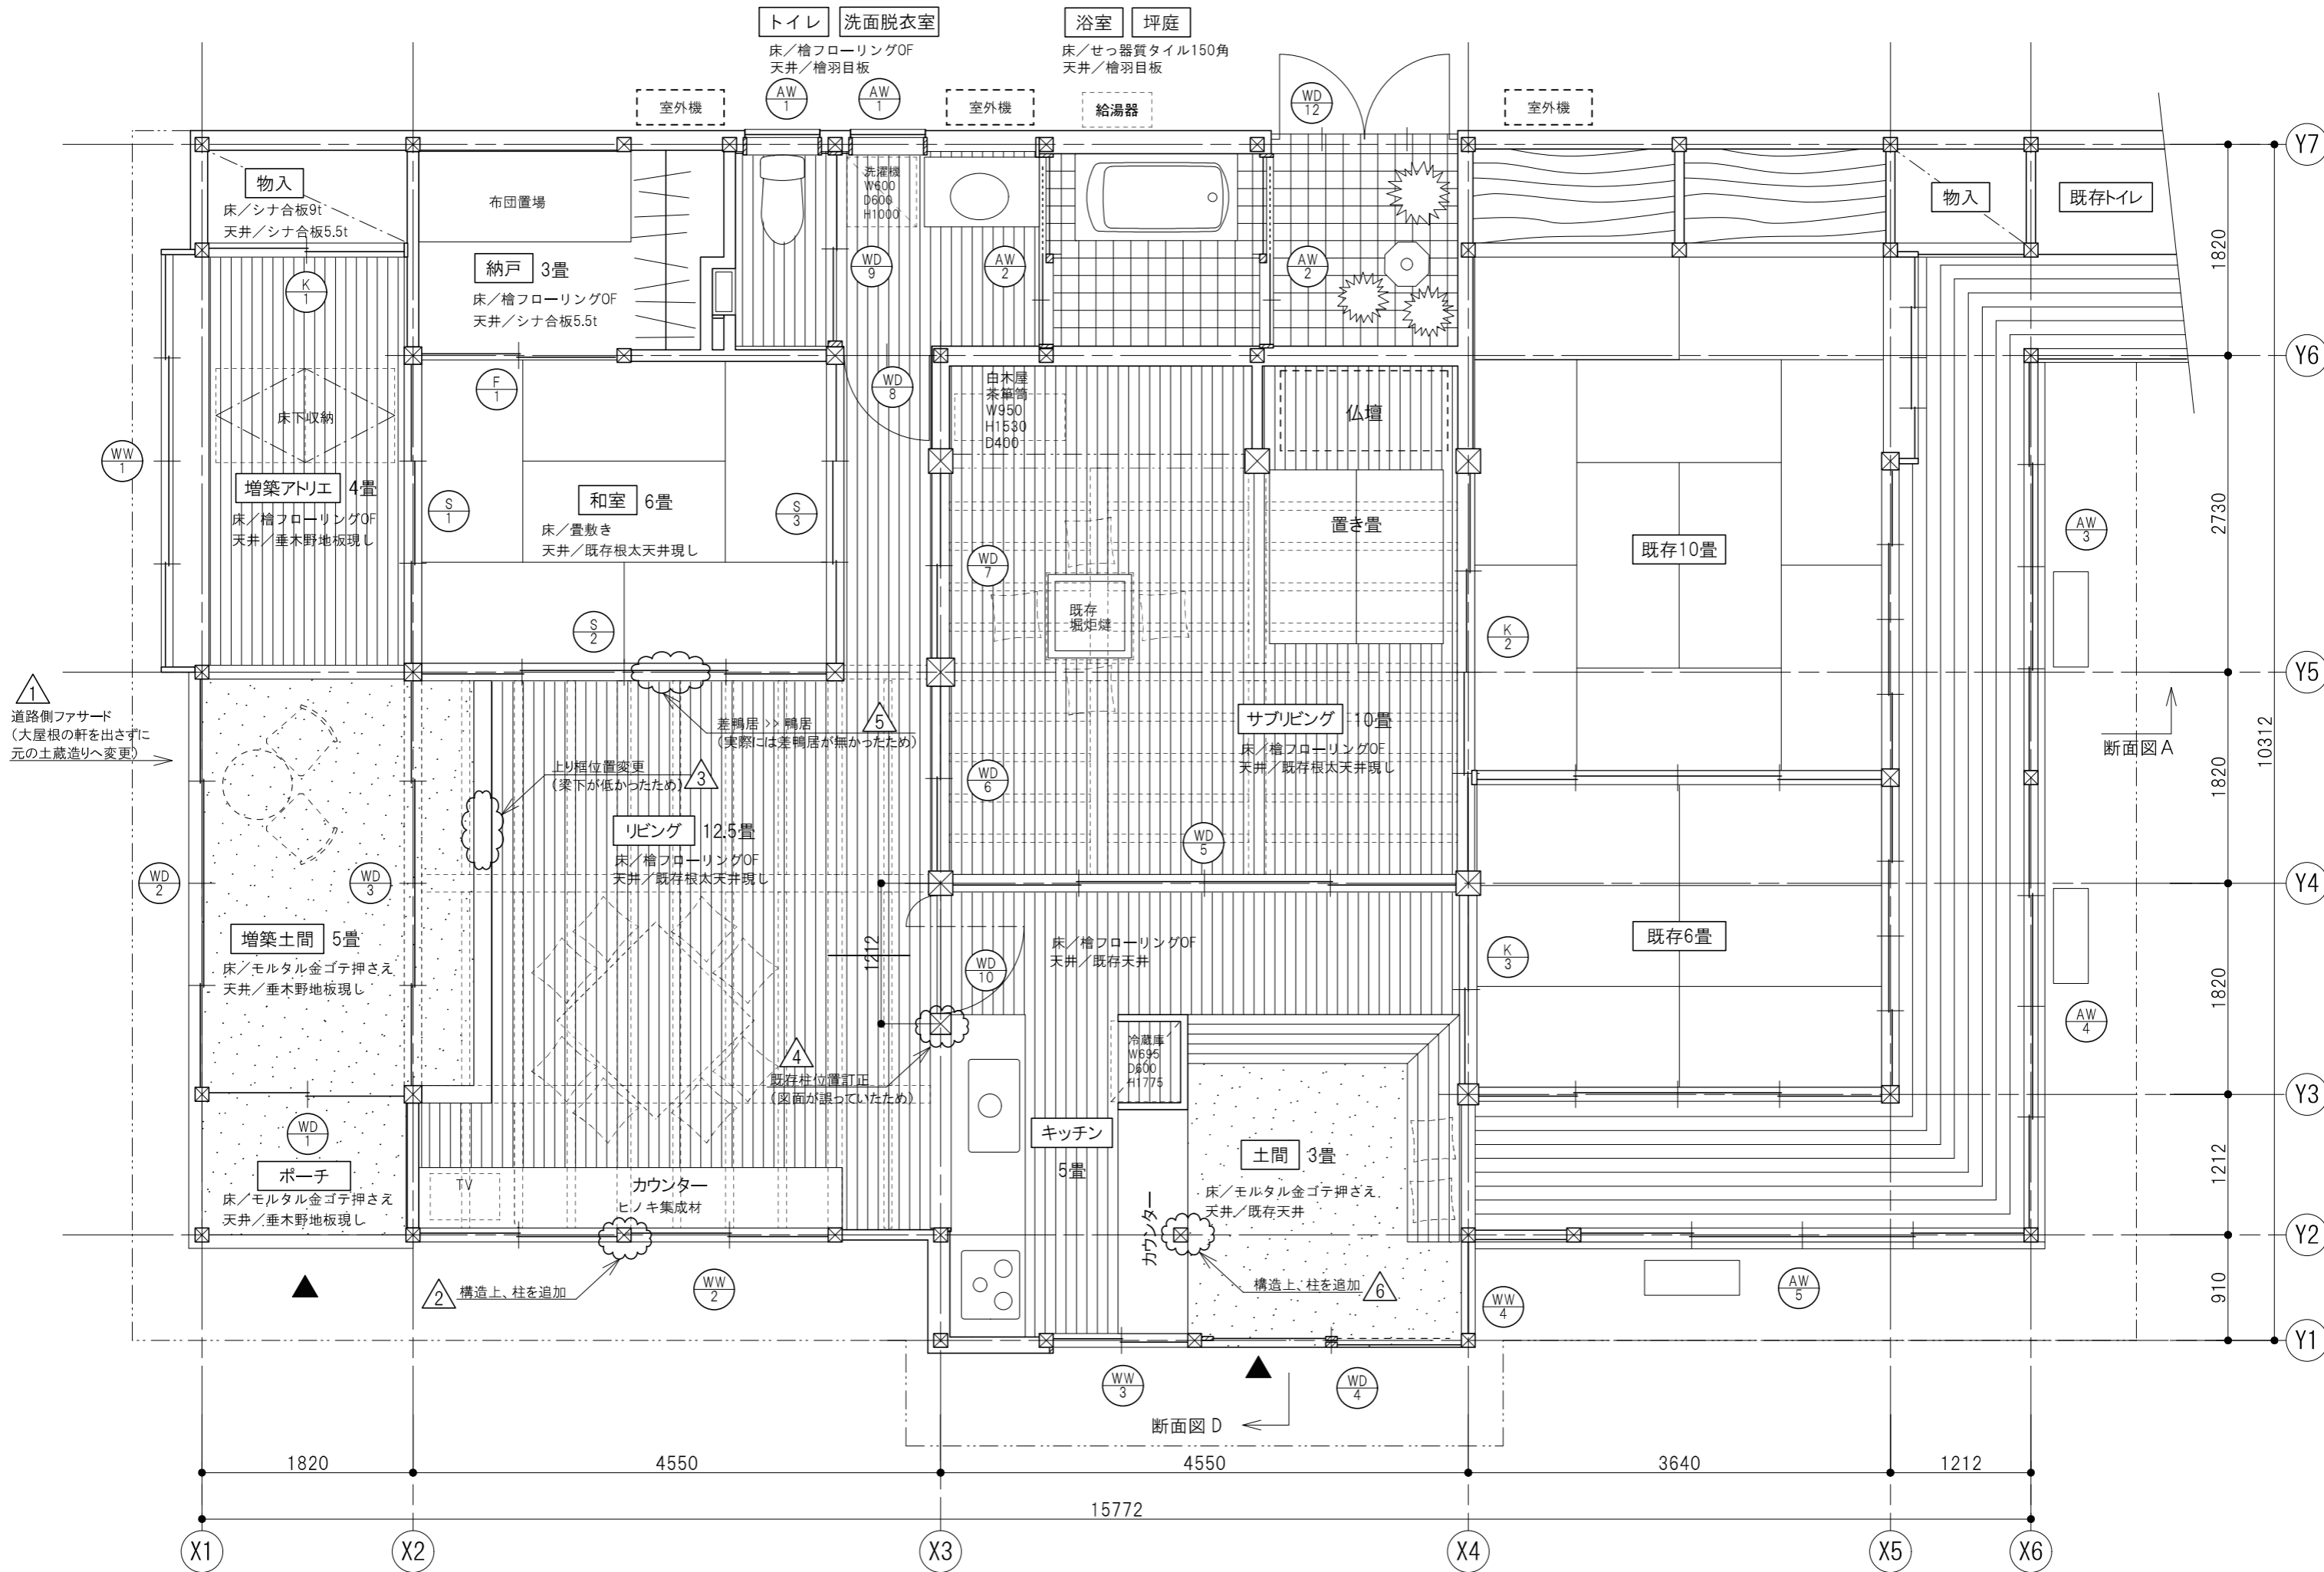 トイレ 洗面脱衣室
床／檜フローリングOF
天井／檜羽目板
浴室 坪庭
床／せっ器質タイル150角
天井／檜羽目板
室外機
AW
1
AW
1
室外機
給湯器
WD
12
室外機
Y7
物入
床／シナ合板9t
天井／シナ合板5.5t
布団置場
洗濯機
W600
D600
H1000
物入
既存トイレ
納戸 3畳
床／檜フローリングOF
天井／シナ合板5.5t
K
1
WD
9
AW
2
AW
2
1820
Y6
F
1
WD
8
白木屋
茶箪笥
W950
H1530
D400
仏壇
床下収納
WW
1
増築アトリエ 4畳
床／檜フローリングOF
天井／垂木野地板現し
S
1
和室 6畳
床／畳敷き
天井／既存根太天井現し
S
3
置き畳
既存10畳
AW
3
2730
WD
7
既存
堀炬燵
S
2
K
2
Y5
1
道路側ファサード
（大屋根の軒を出さずに
元の土蔵造りへ変更）
差鴨居 >> 鴨居
（実際には差鴨居が無かったため）
5
サブリビング 10畳
床／檜フローリングOF
天井／既存根太天井現し
断面図 A
10312
上り框位置変更
（梁下が低かったため）
3
WD
6
1820
リビング 12.5畳
床／檜フローリングOF
天井／既存根太天井現し
WD
5
WD
2
WD
3
Y4
増築土間 5畳
床／モルタル金ゴテ押さえ
天井／垂木野地板現し
1212
WD
10
床／檜フローリングOF
天井／既存天井
既存6畳
K
3
AW
4
1820
4
既存柱位置訂正
（図面が誤っていたため）
冷蔵庫
W695
D600
H1775
Y3
WD
1
ポーチ
床／モルタル金ゴテ押さえ
天井／垂木野地板現し
キッチン
5畳
土間 3畳
床／モルタル金ゴテ押さえ
天井／既存天井
1212
TV
カウンター
ヒノキ集成材
カウンター
Y2
2
構造上、柱を追加
WW
2
構造上、柱を追加
6
WW
4
AW
5
910
Y1
WW
3
WD
4
断面図 D
1820
4550
4550
3640
1212
15772
X1
X2
X3
X4
X5
X6